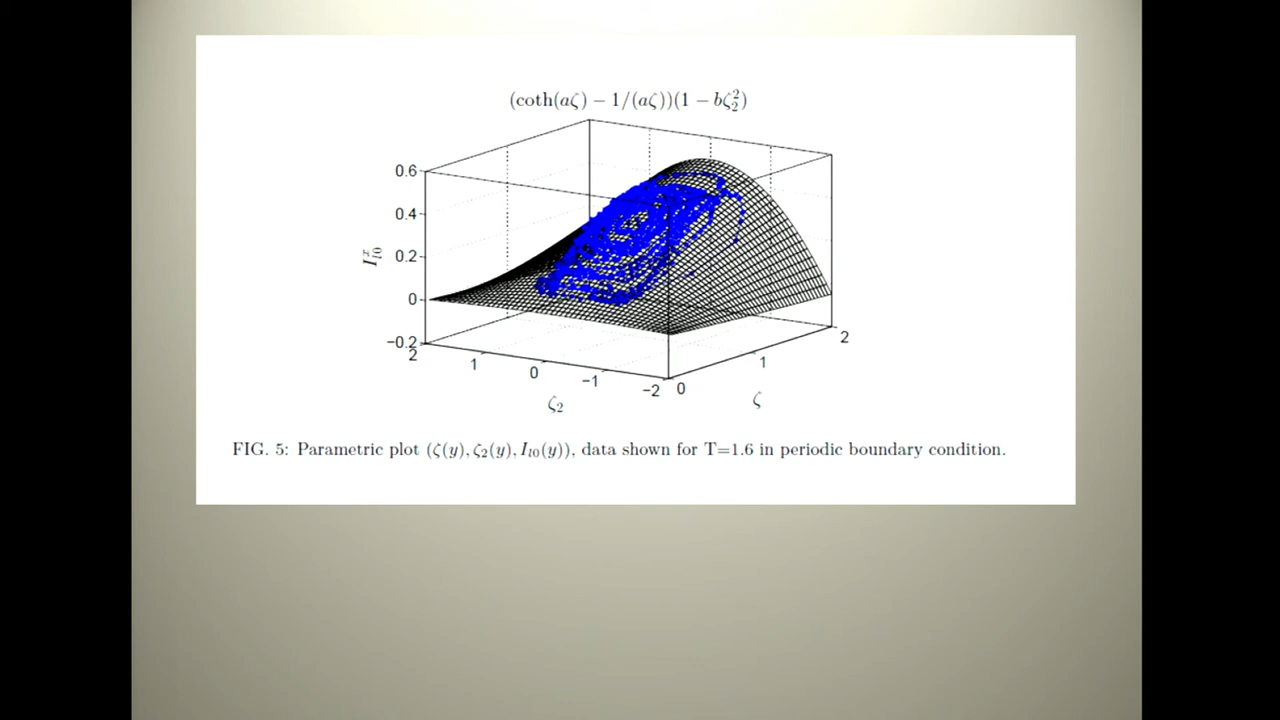 (coth(aζ) − 1/(aζ))(1 − bζ₂²)
0.6
0.4
0.2
0
−0.2
I^x_{l0}
2
1
0
−1
−2
ζ₂
0
1
2
ζ
FIG. 5: Parametric plot (ζ(y), ζ₂(y), I_{l0}(y)), data shown for T=1.6 in periodic boundary condition.